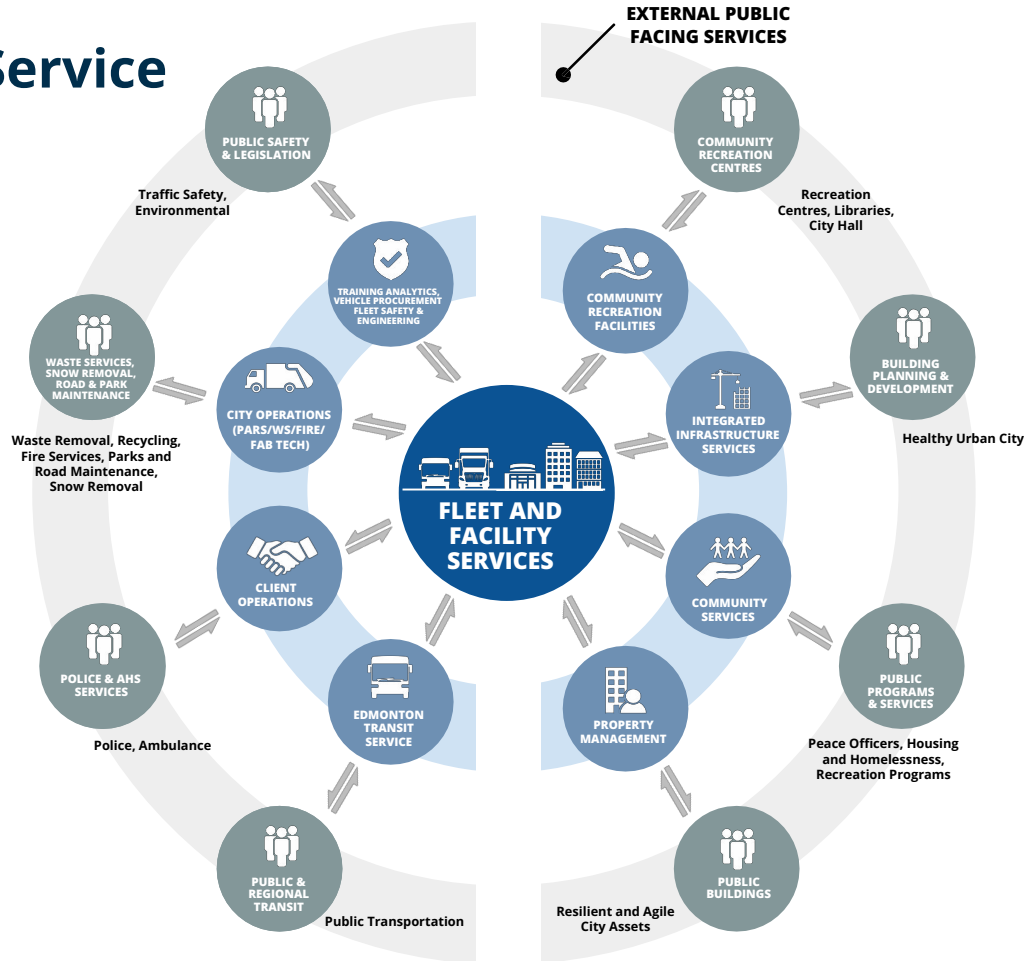 EXTERNAL PUBLIC
FACING SERVICES
Service
PUBLIC SAFETY
& LEGISLATION
Traffic Safety,
Environmental
COMMUNITY
RECREATION
CENTRES
Recreation
Centres, Libraries,
City Hall
TRAINING ANALYTICS,
VEHICLE PROCUREMENT
FLEET SAFETY &
ENGINEERING
COMMUNITY
RECREATION
FACILITIES
WASTE SERVICES,
SNOW REMOVAL,
ROAD & PARK
MAINTENANCE
Waste Removal, Recycling,
Fire Services, Parks and
Road Maintenance,
Snow Removal
CITY OPERATIONS
(PARS/WS/FIRE/
FAB TECH)
INTEGRATED
INFRASTRUCTURE
SERVICES
BUILDING
PLANNING &
DEVELOPMENT
Healthy Urban City
FLEET AND
FACILITY
SERVICES
CLIENT
OPERATIONS
COMMUNITY
SERVICES
POLICE & AHS
SERVICES
Police, Ambulance
PUBLIC
PROGRAMS
& SERVICES
Peace Officers, Housing
and Homelessness,
Recreation Programs
EDMONTON
TRANSIT
SERVICE
PROPERTY
MANAGEMENT
PUBLIC &
REGIONAL
TRANSIT
Public Transportation
PUBLIC
BUILDINGS
Resilient and Agile
City Assets